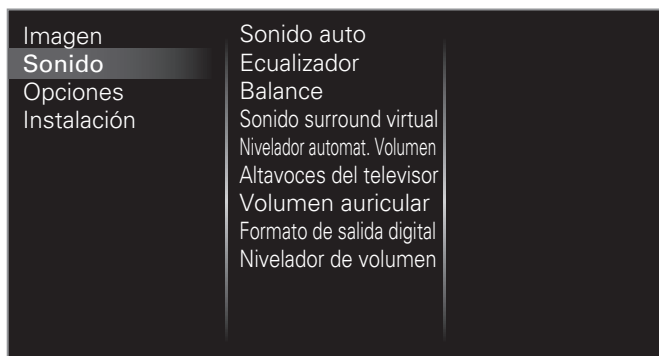 Imagen
Sonido
Opciones
Instalación
Sonido auto
Ecualizador
Balance
Sonido surround virtual
Nivelador automat. Volumen
Altavoces del televisor
Volumen auricular
Formato de salida digital
Nivelador de volumen